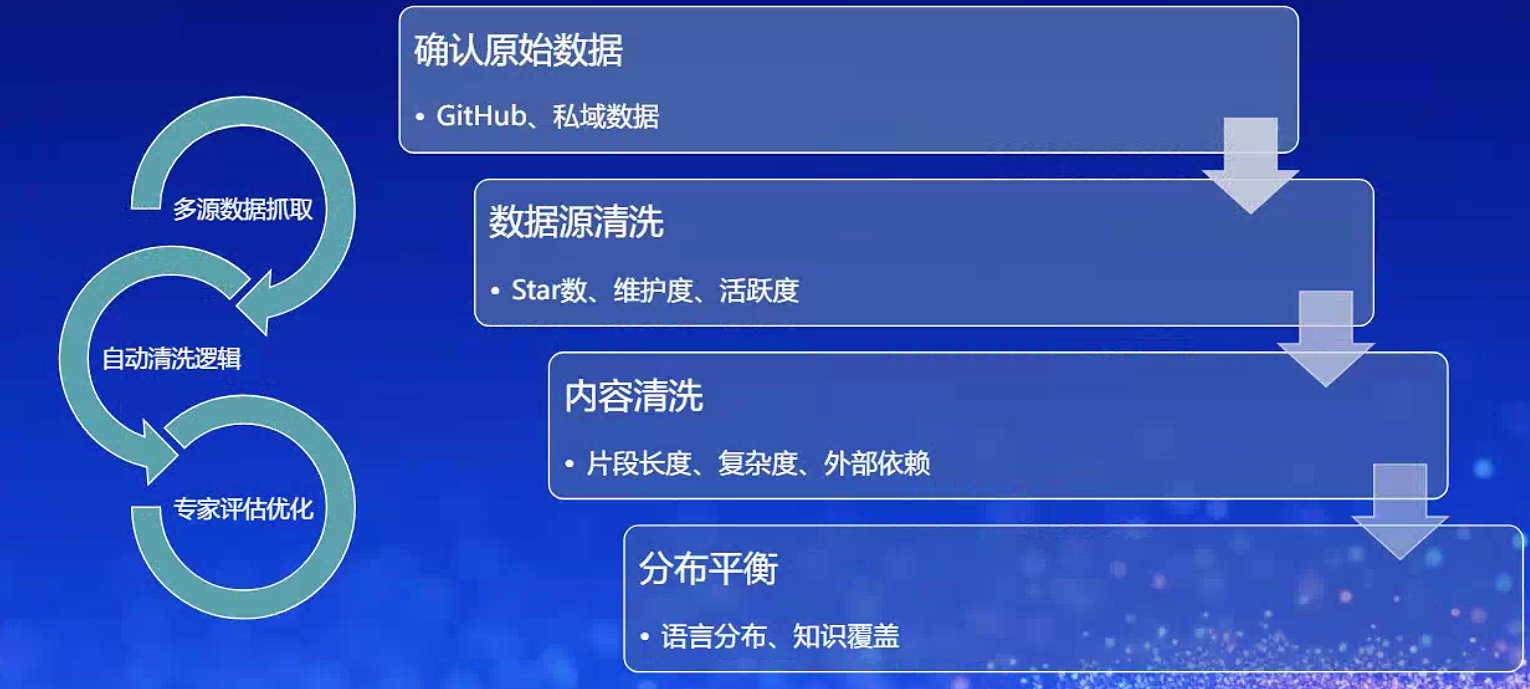 多源数据抓取
自动清洗逻辑
专家评估优化
确认原始数据
• GitHub、私域数据
数据源清洗
• Star数、维护度、活跃度
内容清洗
• 片段长度、复杂度、外部依赖
分布平衡
• 语言分布、知识覆盖